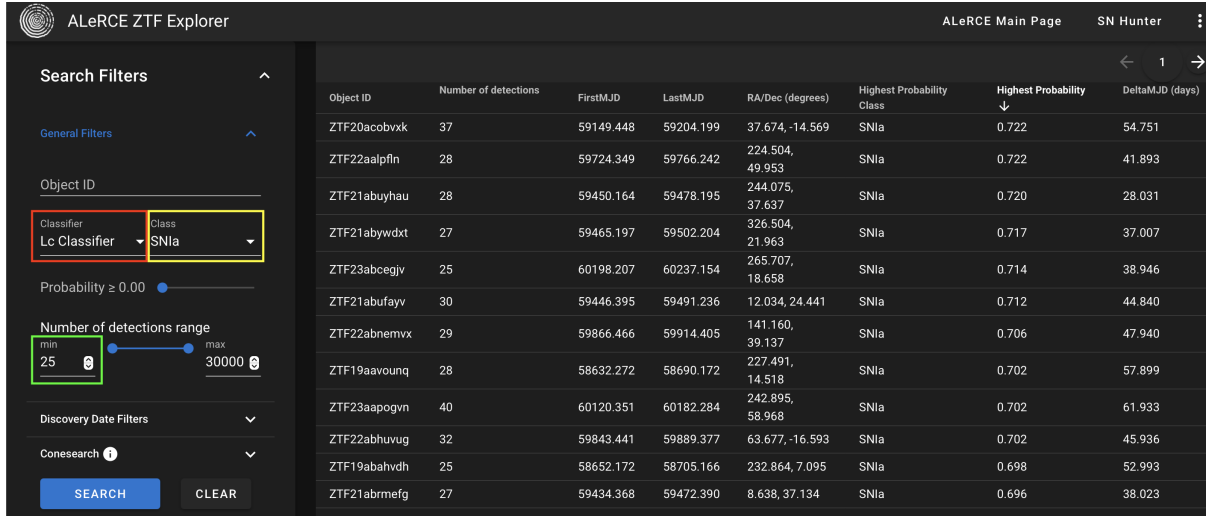 ALeRCE ZTF Explorer
ALeRCE Main Page SN Hunter
Search Filters
General Filters
Object ID
Classifier Class
Lc Classifier SNIa
Probability ≥ 0.00
Number of detections range
min max
25 30000
Discovery Date Filters
Conesearch i
SEARCH CLEAR
1
Object ID Number of detections FirstMJD LastMJD RA/Dec (degrees) Highest Probability Class Highest Probability DeltaMJD (days)
ZTF20acobvxk 37 59149.448 59204.199 37.674, -14.569 SNIa 0.722 54.751
ZTF22aalpfln 28 59724.349 59766.242 224.504, 49.953 SNIa 0.722 41.893
ZTF21abuyhau 28 59450.164 59478.195 244.075, 37.637 SNIa 0.720 28.031
ZTF21abywdxt 27 59465.197 59502.204 326.504, 21.963 SNIa 0.717 37.007
ZTF23abcegjv 25 60198.207 60237.154 265.707, 18.658 SNIa 0.714 38.946
ZTF21abufayv 30 59446.395 59491.236 12.034, 24.441 SNIa 0.712 44.840
ZTF22abnemvx 29 59866.466 59914.405 141.160, 39.137 SNIa 0.706 47.940
ZTF19aavounq 28 58632.272 58690.172 227.491, 14.518 SNIa 0.702 57.899
ZTF23aapogvn 40 60120.351 60182.284 242.895, 58.968 SNIa 0.702 61.933
ZTF22abhuvug 32 59843.441 59889.377 63.677, -16.593 SNIa 0.702 45.936
ZTF19abahvdh 25 58652.172 58705.166 232.864, 7.095 SNIa 0.698 52.993
ZTF21abrmefg 27 59434.368 59472.390 8.638, 37.134 SNIa 0.696 38.023